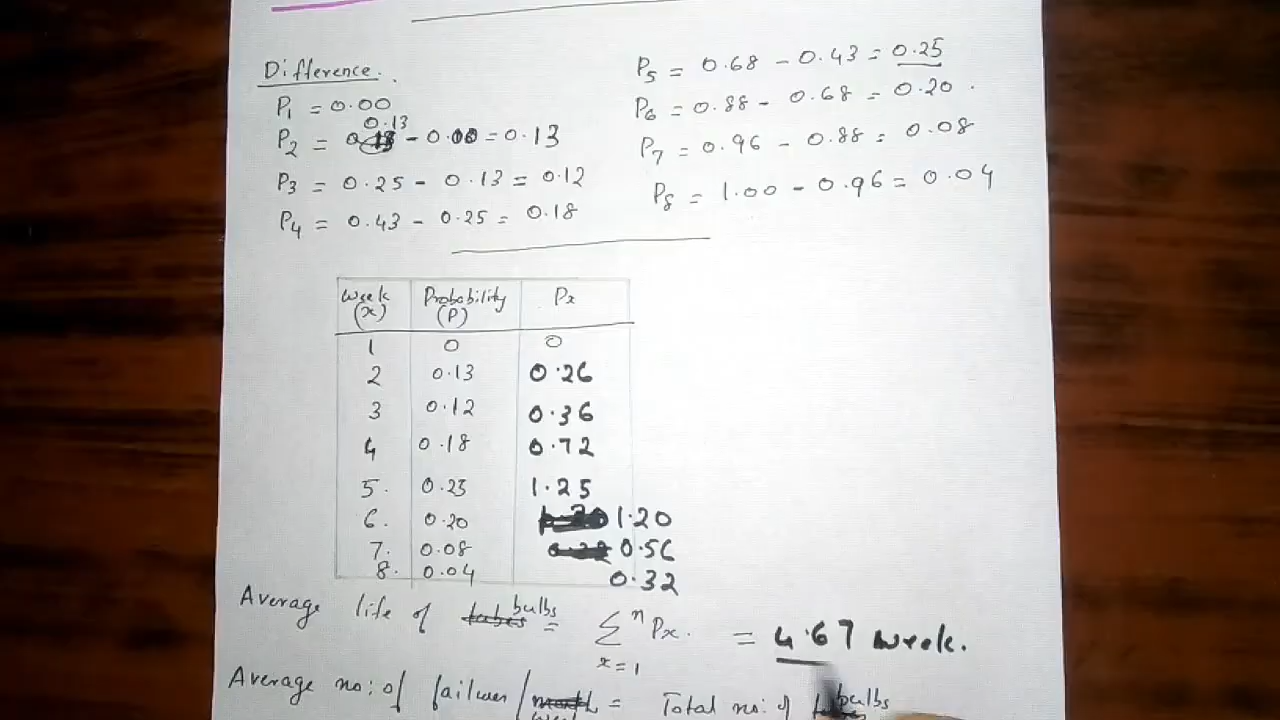 Difference.
P1 = 0.00
0.13
P2 = - 0.00 = 0.13
P3 = 0.25 - 0.13 = 0.12
P4 = 0.43 - 0.25 = 0.18
P5 = 0.68 - 0.43 = 0.25
P6 = 0.88 - 0.68 = 0.20
P7 = 0.96 - 0.88 = 0.08
P8 = 1.00 - 0.96 = 0.04
Week (x) Probability (P) Px
1 0 0
2 0.13 0.26
3 0.12 0.36
4 0.18 0.72
5. 0.25 1.25
6. 0.20 1.20
7. 0.08 0.56
8. 0.04 0.32
Average life of tubes bulbs = Σ n x=1 Px. = 4.67 week.
Average no: of failures / month = Total no: of bulbs